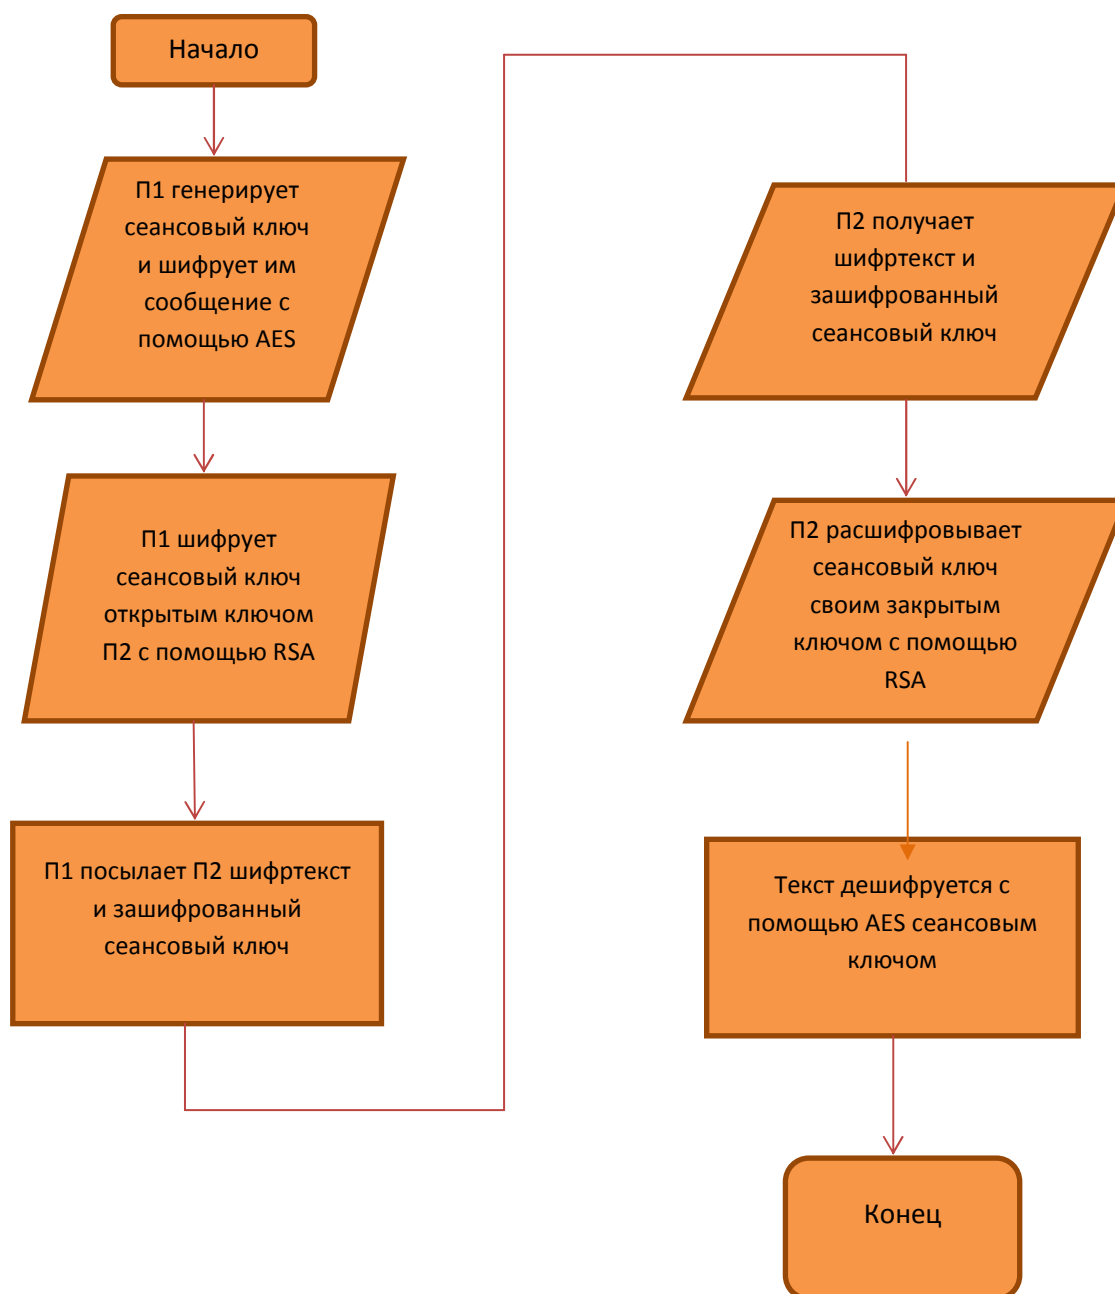 Начало
П1 генерирует
сеансовый ключ
и шифрует им
сообщение с
помощью AES
П1 шифрует
сеансовый ключ
открытым ключом
П2 с помощью RSA
П1 посылает П2 шифртекст
и зашифрованный
сеансовый ключ
П2 получает
шифртекст и
зашифрованный
сеансовый ключ
П2 расшифровывает
сеансовый ключ
своим закрытым
ключом с помощью
RSA
Текст дешифруется с
помощью AES сеансовым
ключом
Конец